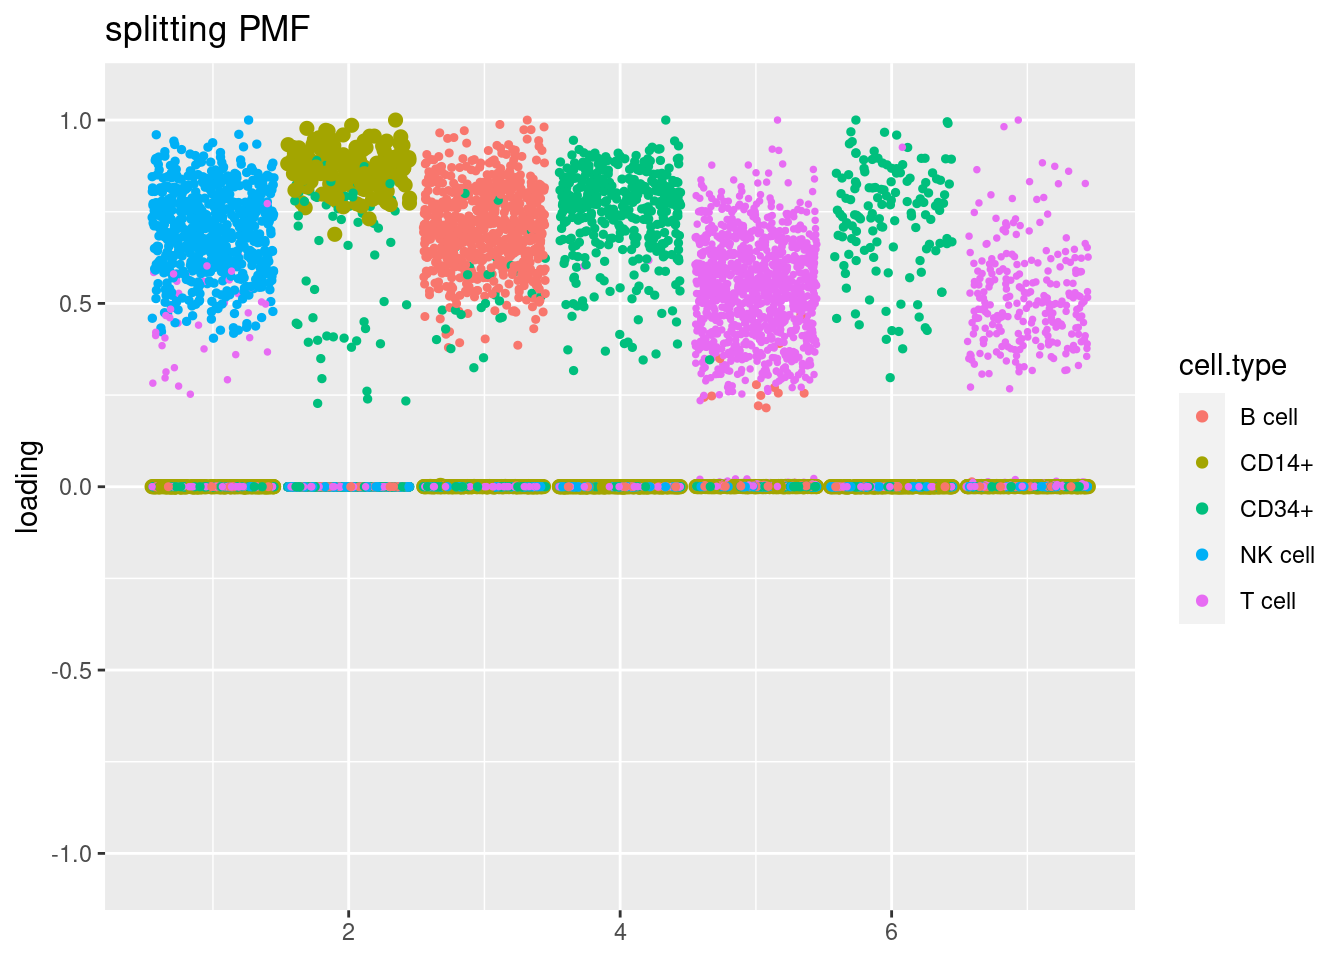 splitting PMF
1.0
0.5
0.0
-0.5
-1.0
loading
2
4
6
cell.type
B cell
CD14+
CD34+
NK cell
T cell